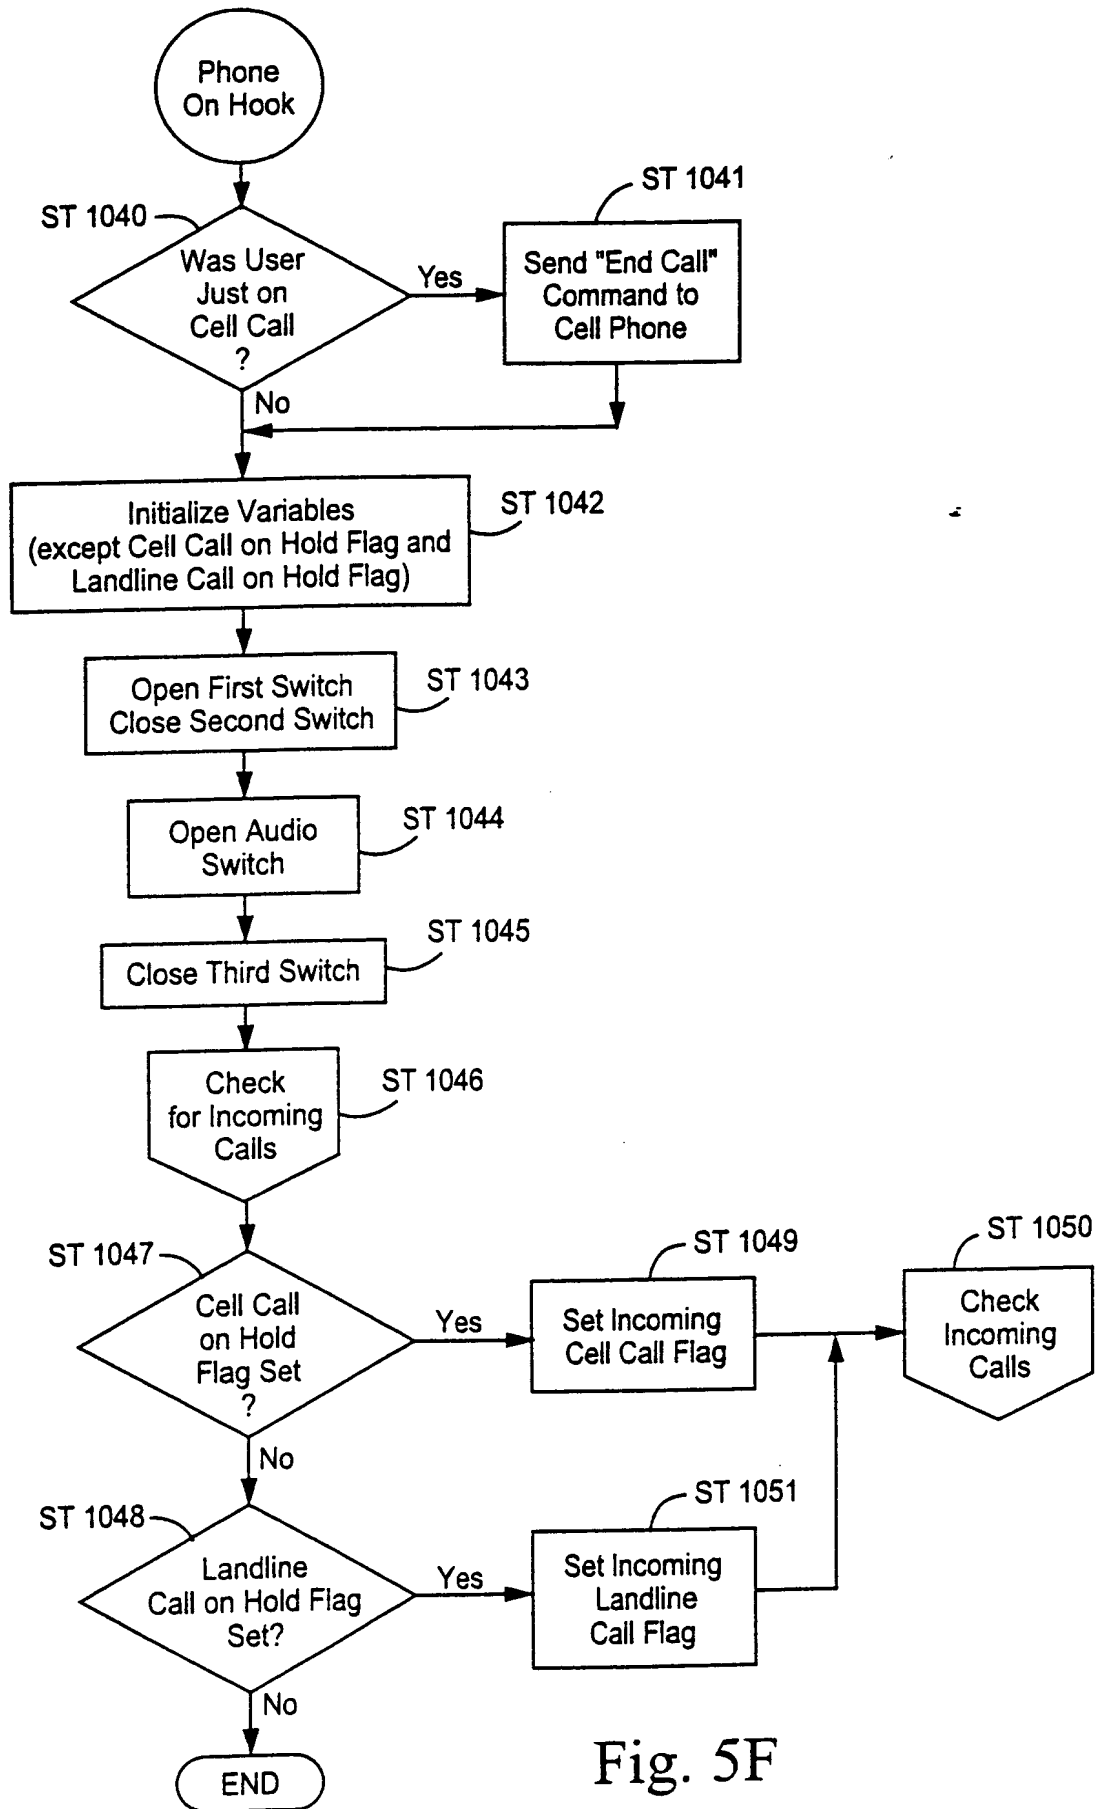 Phone
On Hook
ST 1040
Was User
Just on
Cell Call
?
Yes
ST 1041
Send "End Call"
Command to
Cell Phone
No
Initialize Variables
(except Cell Call on Hold Flag and
Landline Call on Hold Flag)
ST 1042
Open First Switch
Close Second Switch
ST 1043
Open Audio
Switch
ST 1044
Close Third Switch
ST 1045
Check
for Incoming
Calls
ST 1046
ST 1047
Cell Call
on Hold
Flag Set
?
Yes
ST 1049
Set Incoming
Cell Call Flag
ST 1050
Check
Incoming
Calls
No
ST 1048
Landline
Call on Hold Flag
Set?
Yes
ST 1051
Set Incoming
Landline
Call Flag
No
END
Fig. 5F